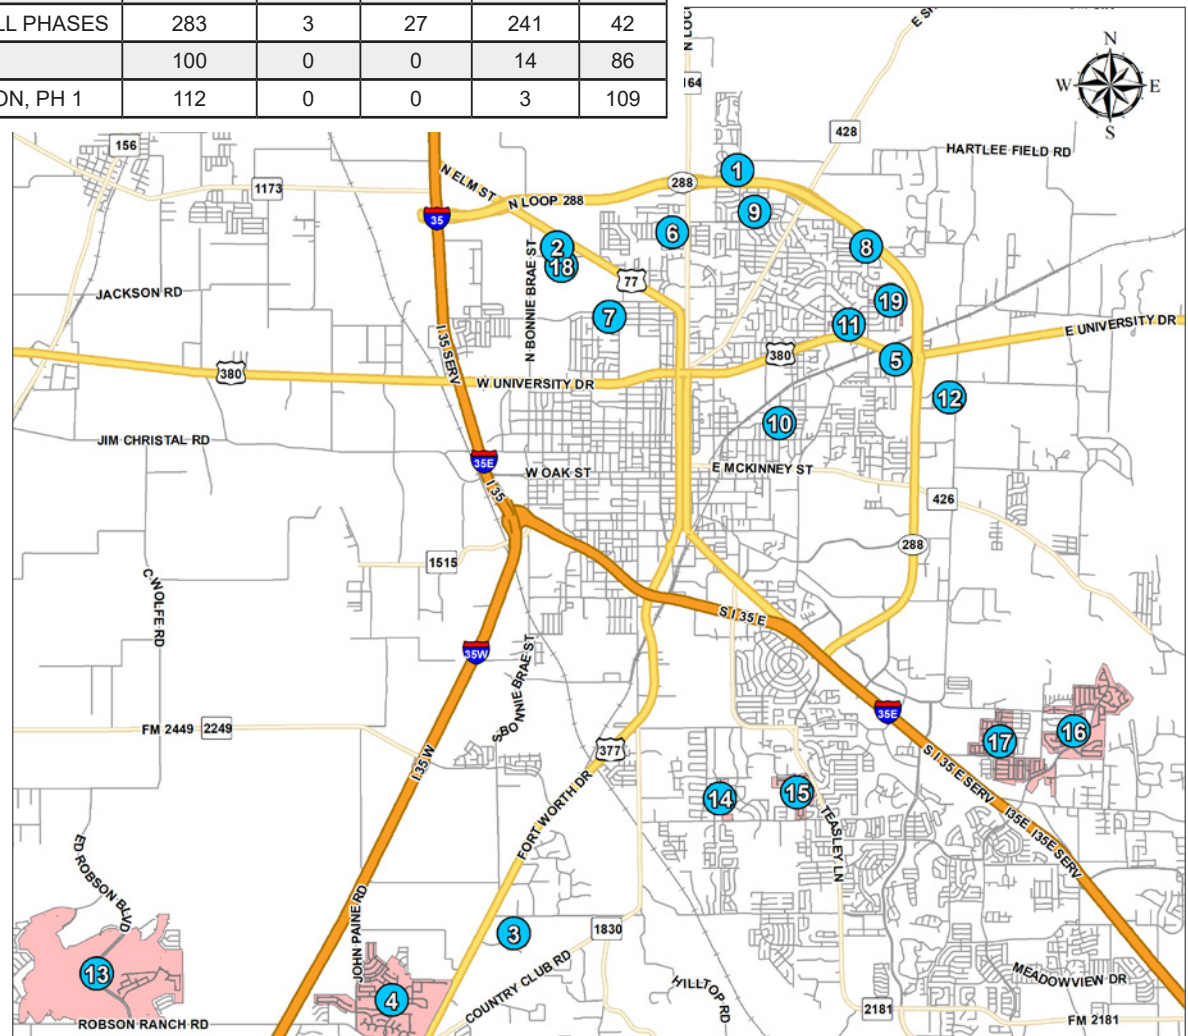 LL PHASES 283 3 27 241 42
100 0 0 14 86
ON, PH 1 112 0 0 3 109
N
W E
S
N LOC
164
428
156
HARTLEE FIELD RD
1173
N ELM ST
N LOOP 288
288
1
9
35
6
2
18
8
N BONNIE BRAE ST
77
JACKSON RD
19
7
11
E UNIVERSITY DR
I 35 SERV
380
5
380
W UNIVERSITY DR
12
10
JIM CHRISTAL RD
35E
W OAK ST
E MCKINNEY ST
I 35
426
288
1515
C WOLFE RD
S I 35 E
35W
S BONNIE BRAE ST
35E
FM 2449
2249
17
16
377
I 35 W
S I 35 E SERV
14
15
TEASLEY LN
I35E
I35E SERV
FORT WORTH DR
ED ROBSON BLVD
JOHN PAINE RD
3
1830
13
COUNTRY CLUB RD
HILLTOP RD
MEADOWVIEW DR
4
2181
ROBSON RANCH RD
FM 2181